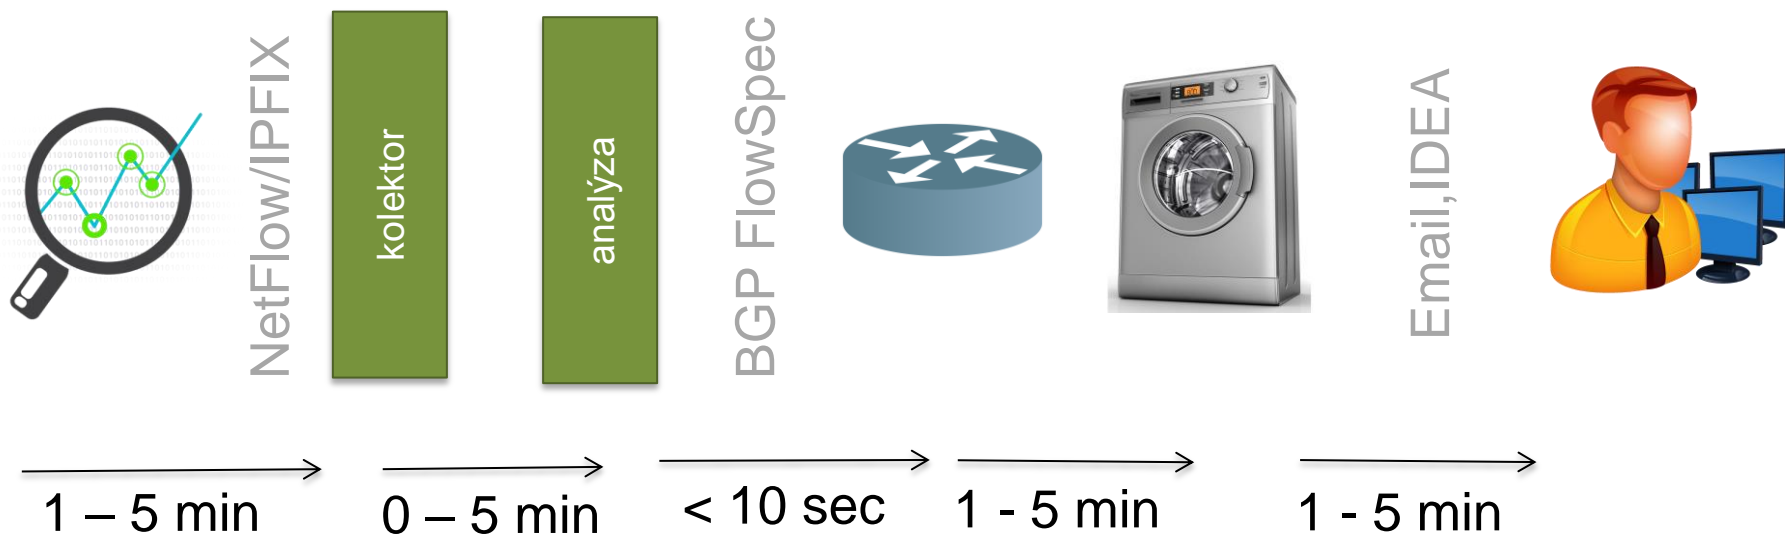 NetFlow/IPFIX
kolektor
analýza
BGP FlowSpec
Email,IDEA
1 – 5 min
0 – 5 min
< 10 sec
1 - 5 min
1 - 5 min